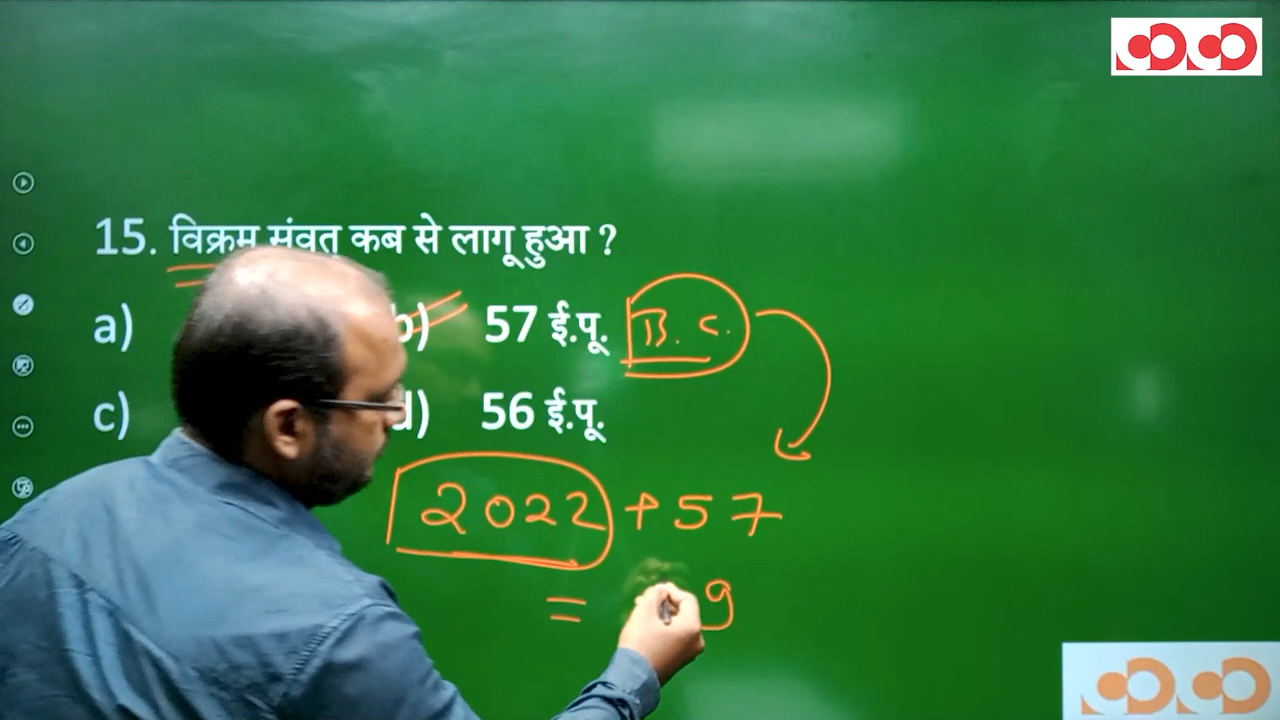 15. विक्रम संवत् कब से लागू हुआ ?
a)
b) 57 ई.पू. B. C.
c)
d) 56 ई.पू.
2022 + 57
= 9